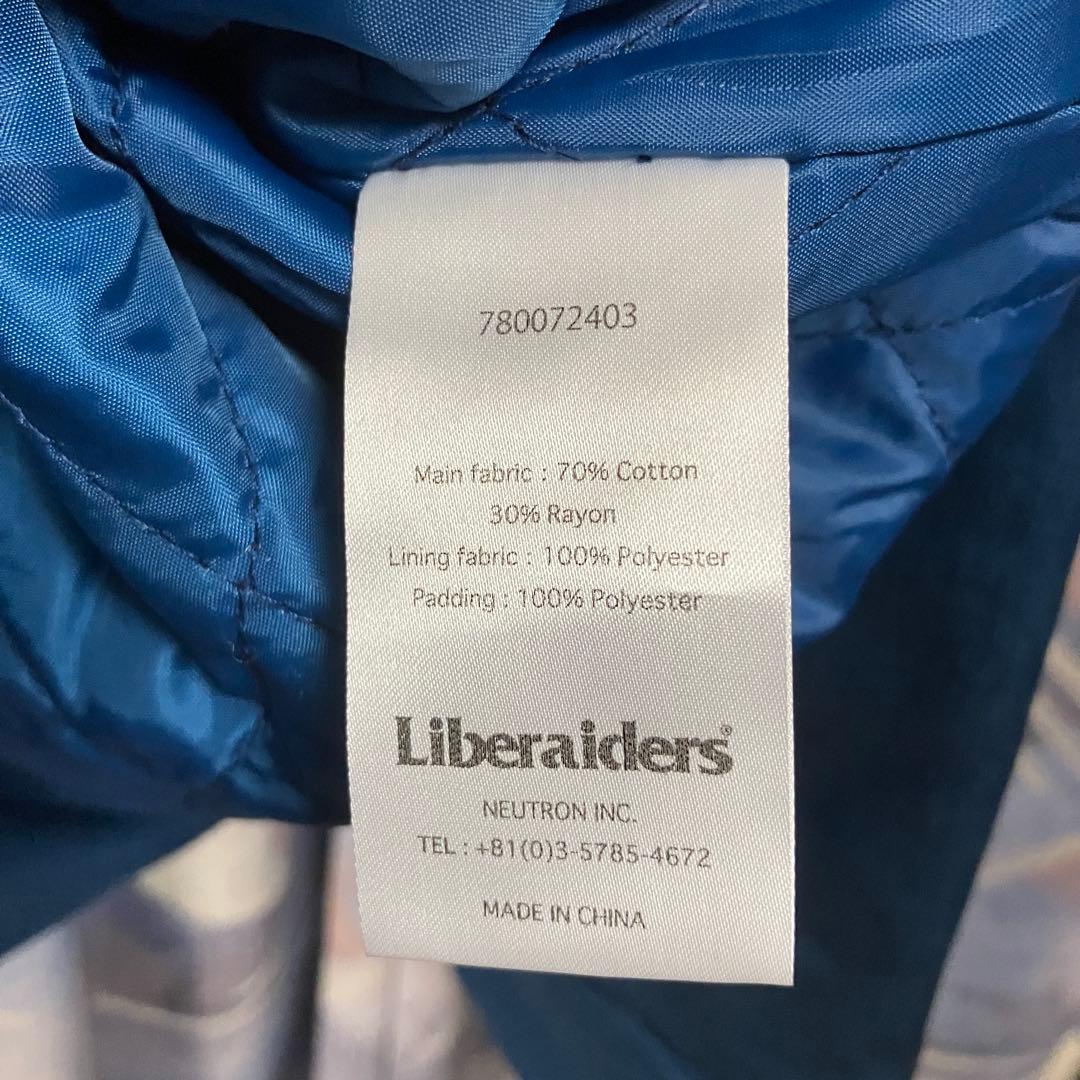 780072403
Main fabric : 70% Cotton
30% Rayon
Lining fabric : 100% Polyester
Padding : 100% Polyester
Liberaiders®
NEUTRON INC.
TEL : +81(0)3-5785-4672
MADE IN CHINA